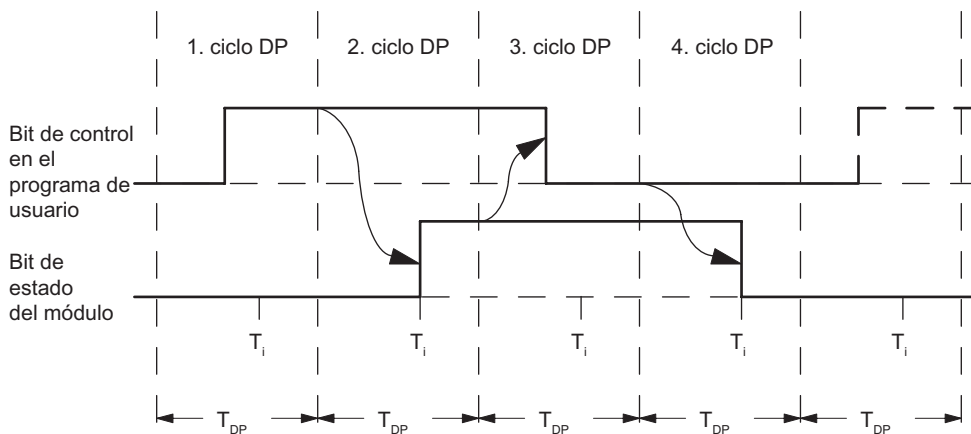 1. ciclo DP
2. ciclo DP
3. ciclo DP
4. ciclo DP
Bit de control
en el
programa de
usuario
Bit de
estado
del módulo
Ti
Ti
Ti
Ti
Ti
TDP
TDP
TDP
TDP
TDP